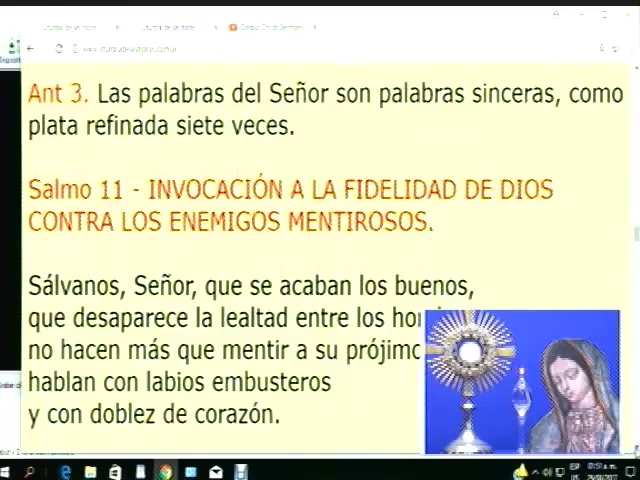 Ant 3. Las palabras del Señor son palabras sinceras, como
plata refinada siete veces.
Salmo 11 - INVOCACIÓN A LA FIDELIDAD DE DIOS
CONTRA LOS ENEMIGOS MENTIROSOS.
Sálvanos, Señor, que se acaban los buenos,
que desaparece la lealtad entre los
no hacen más que mentir a su prójimo
hablan con labios embusteros
y con doblez de corazón.
ESP